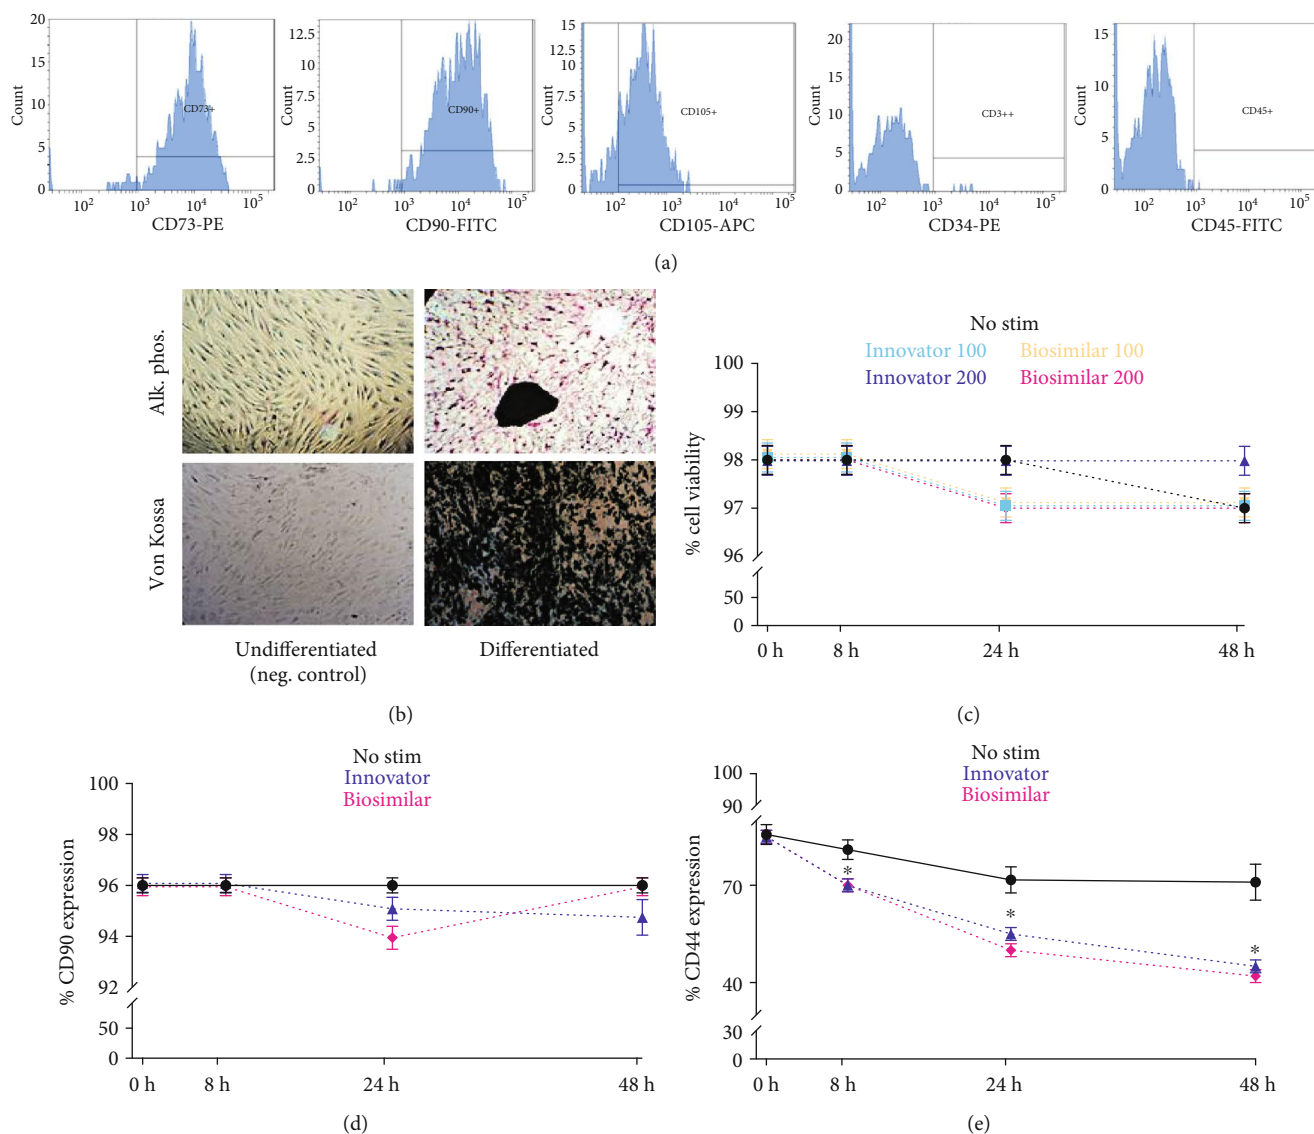 20
15
10
5
0
Count
CD73+
10² 10³ 10⁴ 10⁵
CD73-PE
12.5
10
7.5
5
2.5
0
Count
CD90+
10² 10³ 10⁴ 10⁵
CD90-FITC
15
12.5
10
7.5
5
2.5
0
Count
CD105+
10² 10³ 10⁴ 10⁵
CD105-APC
20
15
10
5
0
Count
CD3++
10² 10³ 10⁴ 10⁵
CD34-PE
15
10
5
0
Count
CD45+
10² 10³ 10⁴ 10⁵
CD45-FITC
(a)
Alk. phos.
Von Kossa
Undifferentiated
(neg. control)
Differentiated
(b)
No stim
Innovator 100 Biosimilar 100
Innovator 200 Biosimilar 200
% cell viability
100
99
98
97
96
50
0
0 h 8 h 24 h 48 h
(c)
No stim
Innovator
Biosimilar
% CD90 expression
100
98
96
94
92
50
0
0 h 8 h 24 h 48 h
(d)
No stim
Innovator
Biosimilar
% CD44 expression
100
90
70
40
30
0
* * *
0 h 8 h 24 h 48 h
(e)